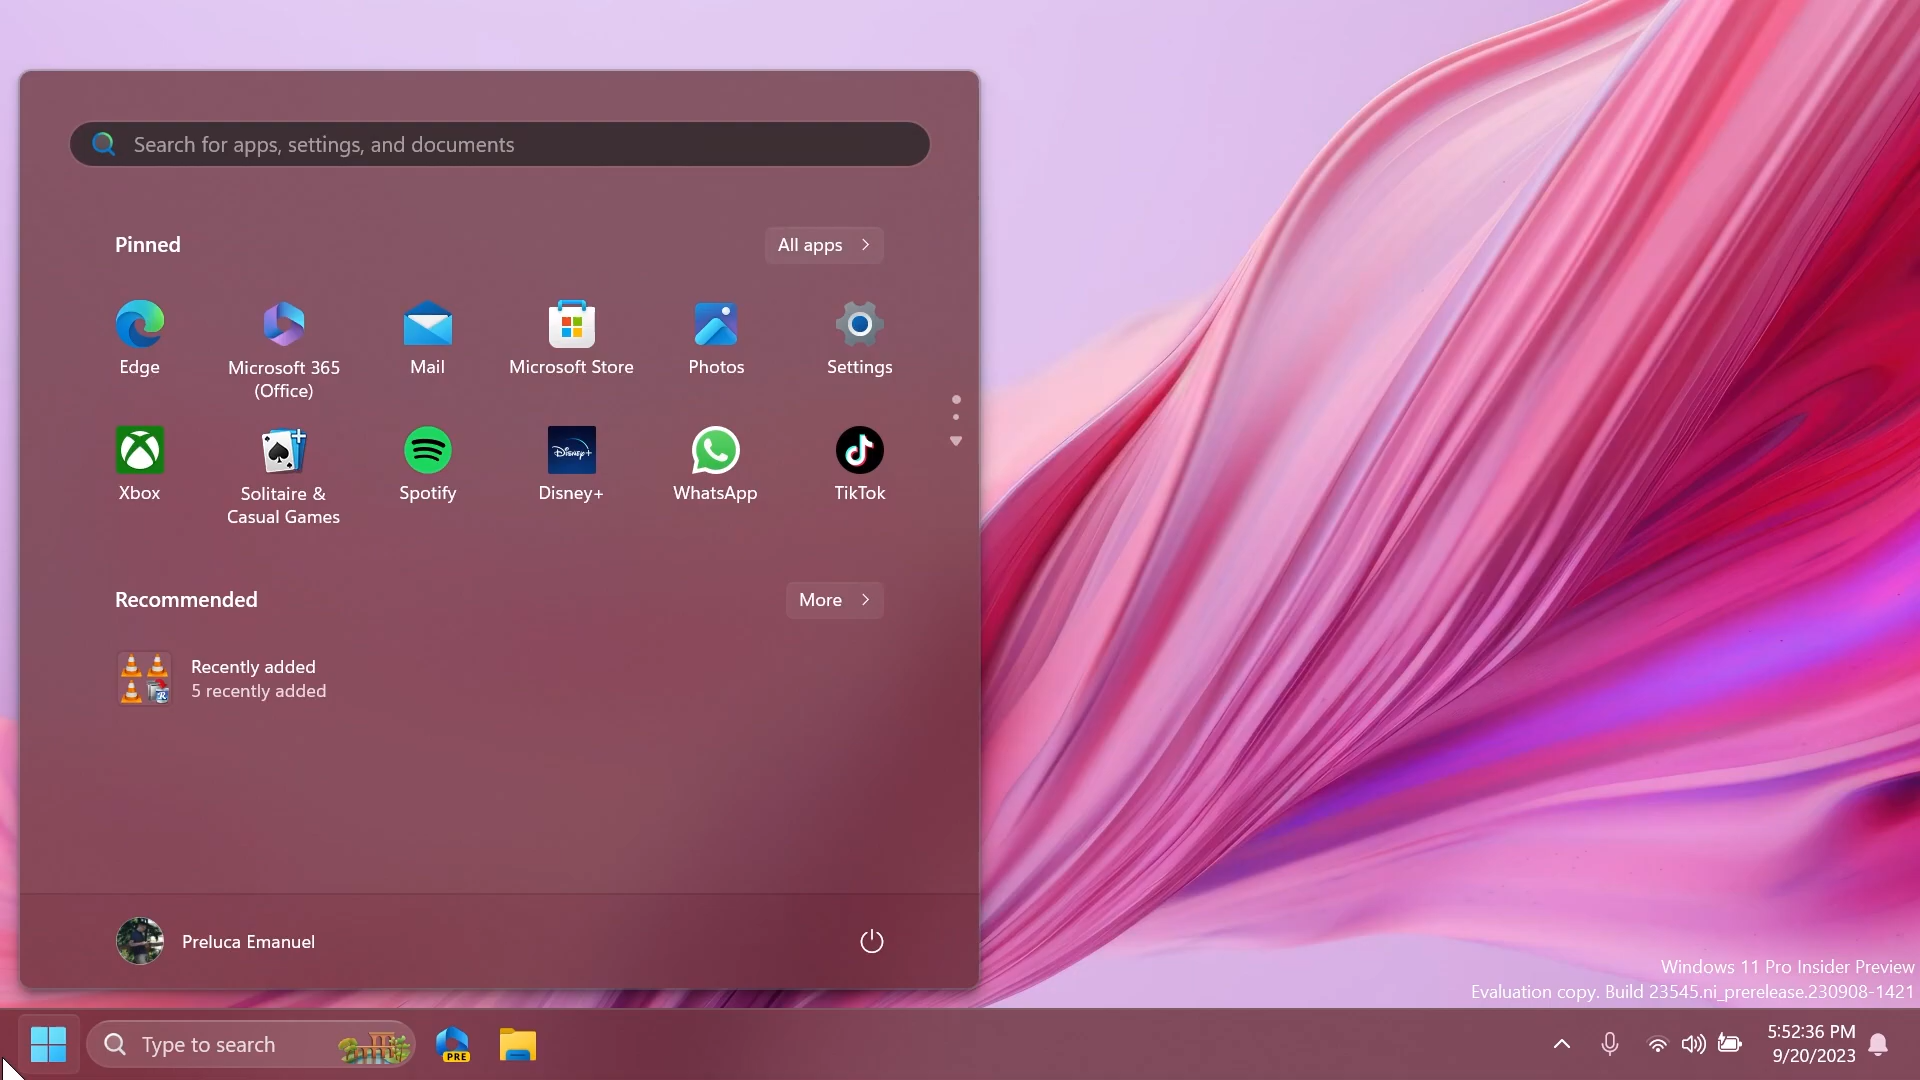 Search for apps, settings, and documents
Pinned
All apps
Edge
Microsoft 365
(Office)
Mail
Microsoft Store
Photos
Settings
Xbox
Solitaire &
Casual Games
Spotify
Disney+
Disney+
WhatsApp
TikTok
Recommended
More
Recently added
5 recently added
Preluca Emanuel
Windows 11 Pro Insider Preview
Evaluation copy. Build 23545.ni_prerelease.230908-1421
Type to search
PRE
5:52:36 PM
9/20/2023